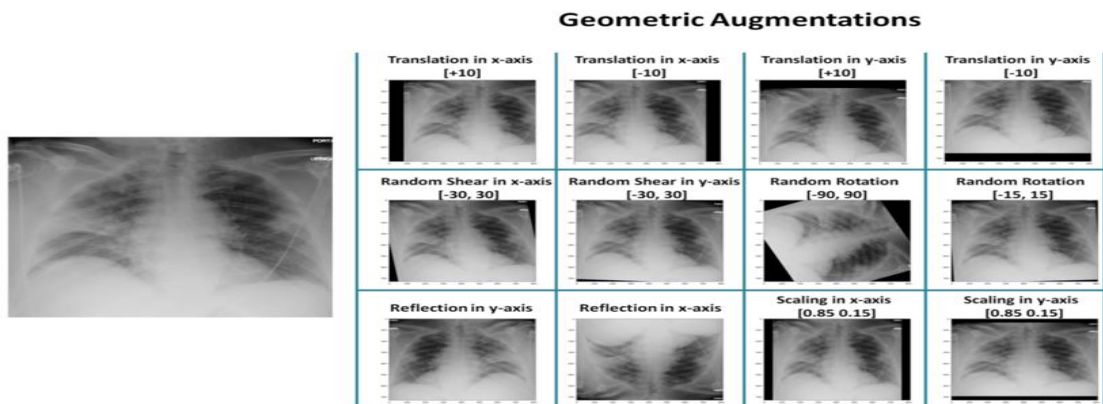 Geometric Augmentations
Translation in x-axis
[+10]
Translation in x-axis
[-10]
Translation in y-axis
[+10]
Translation in y-axis
[-10]
Random Shear in x-axis
[-30, 30]
Random Shear in y-axis
[-30, 30]
Random Rotation
[-90, 90]
Random Rotation
[-15, 15]
Reflection in y-axis
Reflection in x-axis
Scaling in x-axis
[0.85 0.15]
Scaling in y-axis
[0.85 0.15]